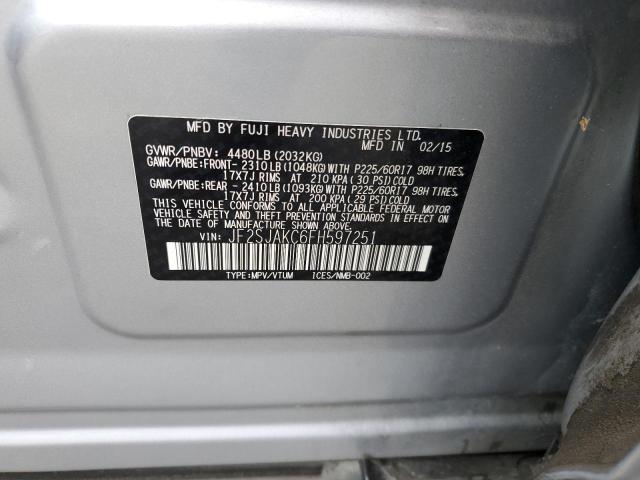 MFD BY FUJI HEAVY INDUSTRIES LTD.
MFD IN 02/15
GVWR/PNBV: 4480LB (2032KG)
GAWR/PNBE:FRONT- 2310LB (1048KG) WITH P225/60R17 98H TIRES,
17X7J RIMS AT 210 KPA (30 PSI) COLD
GAWR/PNBE:REAR - 2410LB (1093KG) WITH P225/60R17 98H TIRES,
17X7J RIMS AT 200 KPA (29 PSI) COLD
THIS VEHICLE CONFORMS TO ALL APPLICABLE FEDERAL MOTOR
VEHICLE SAFETY AND THEFT PREVENTION STANDARDS IN EFFECT ON
THE DATE OF MANUFACTURE SHOWN ABOVE.
VIN: JF2SJAKC6FH597251
TYPE:MPV/VTUM ICES/NMB-002